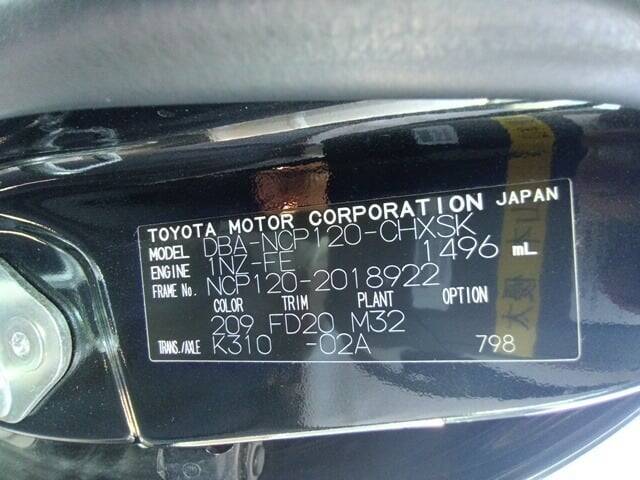 TOYOTA MOTOR CORPORATION JAPAN
MODEL DBA-NCP120-CHXSK
ENGINE 1NZ-FE 1496 mL
FRAME No. NCP120-2018922
COLOR TRIM PLANT OPTION
209 FD20 M32
TRANS./AXLE K310 -02A 798